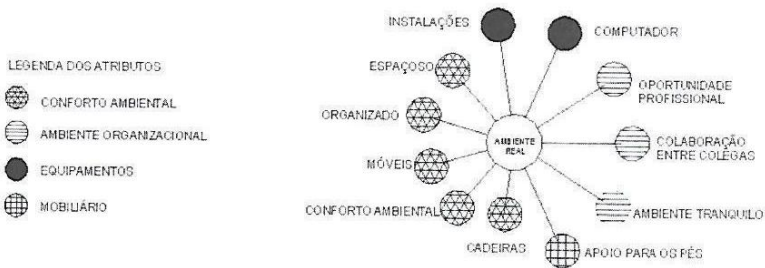 LEGENDA DOS ATRIBUTOS
CONFORTO AMBIENTAL
AMBIENTE ORGANIZACIONAL
EQUIPAMENTOS
MOBILIÁRIO
INSTALAÇÕES
COMPUTADOR
ESPAÇOSO
OPORTUNIDADE
PROFISSIONAL
ORGANIZADO
AMBIENTE
REAL
COLABORAÇÃO
ENTRE COLEGAS
MÓVEIS
CONFORTO AMBIENTAL
AMBIENTE TRANQUILO
CADEIRAS
APOIO PARA OS PÉS